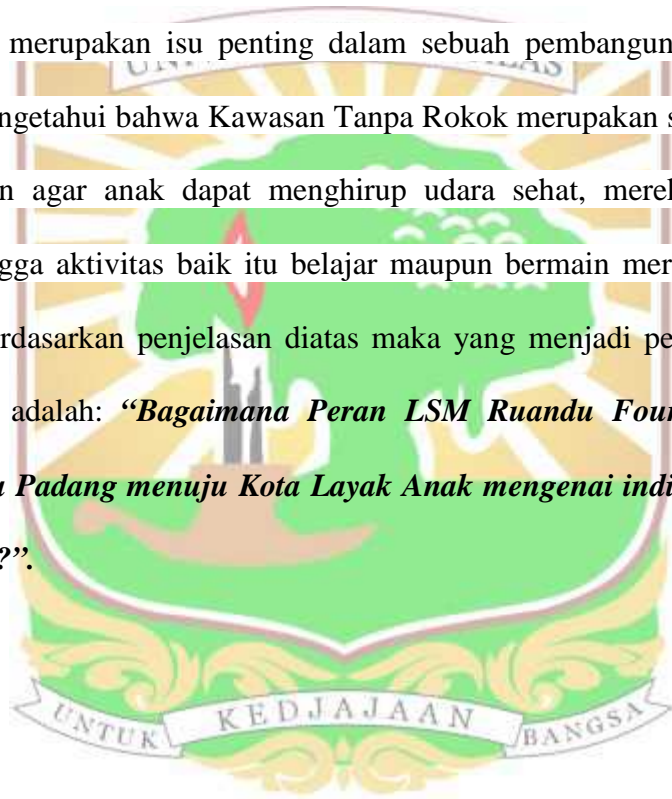 merupakan isu penting dalam sebuah pembangun
ngetahui bahwa Kawasan Tanpa Rokok merupakan s
n agar anak dapat menghirup udara sehat, merek
gga aktivitas baik itu belajar maupun bermain mer
rdasarkan penjelasan diatas maka yang menjadi pe
adalah: “Bagaimana Peran LSM Ruandu Foun
Padang menuju Kota Layak Anak mengenai indi
?”.
UNTUK KEDJAJAAN BANGSA